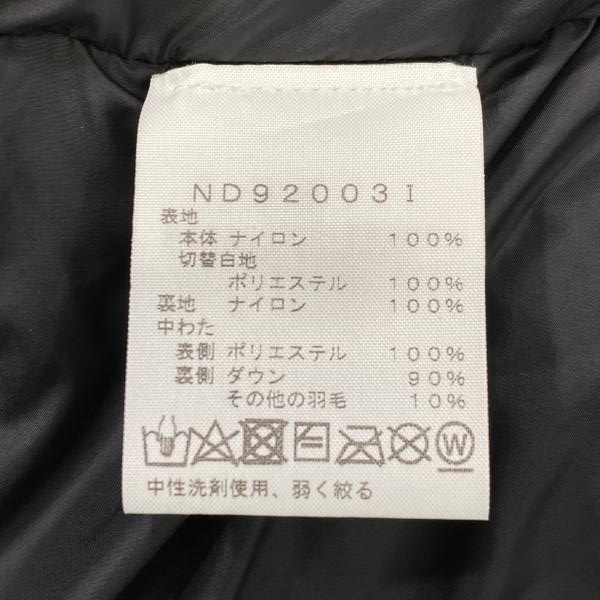 ND92003I
表地
本体 ナイロン 100%
切替白地
ポリエステル 100%
裏地 ナイロン 100%
中わた
表側 ポリエステル 100%
裏側 ダウン 90%
その他の羽毛 10%
W
中性洗剤使用、弱く絞る